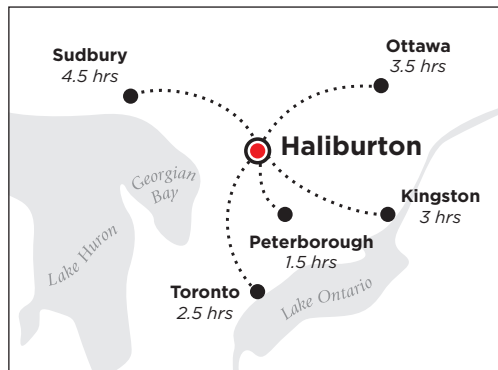 Sudbury
4.5 hrs
Ottawa
3.5 hrs
Haliburton
Georgian
Bay
Kingston
3 hrs
Lake Huron
Peterborough
1.5 hrs
Toronto
2.5 hrs
Lake Ontario